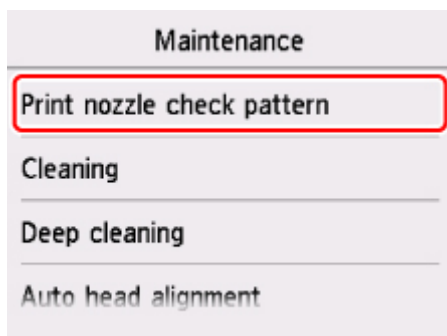 Maintenance
Print nozzle check pattern
Cleaning
Deep cleaning
Auto head alignment